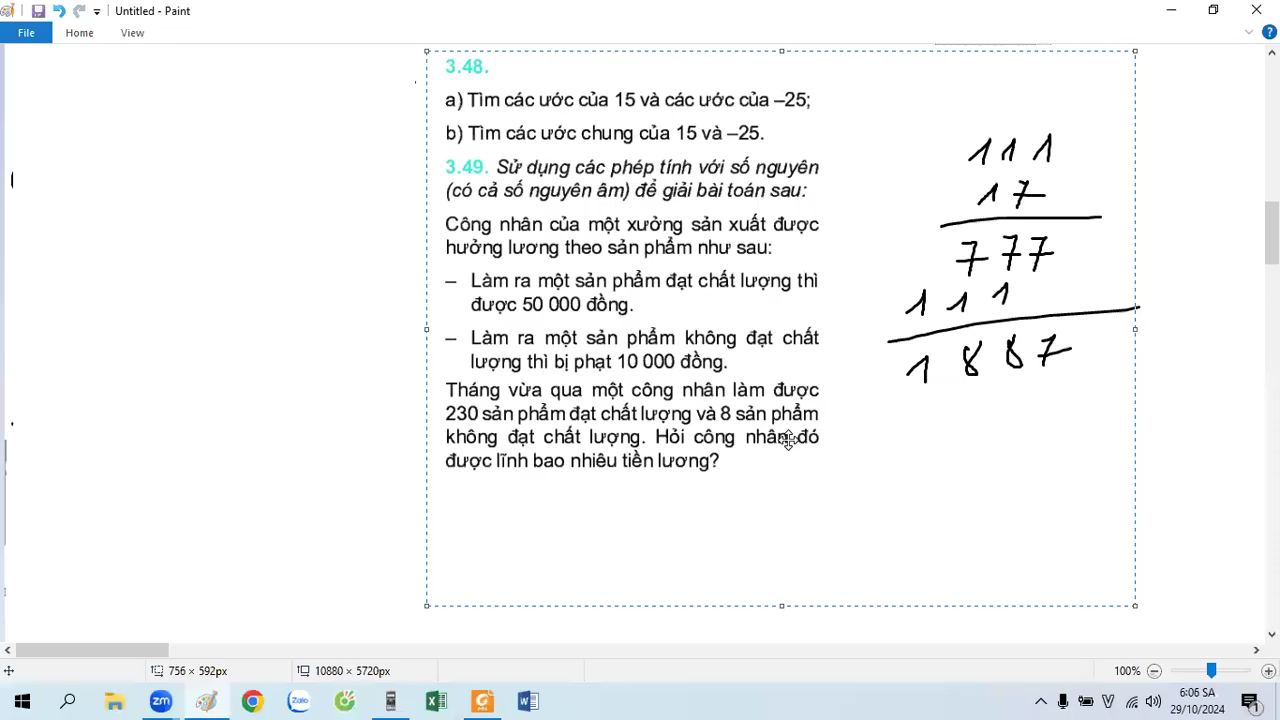 Untitled - Paint
File
Home
View
3.48.
a) Tìm các ước của 15 và các ước của –25;
b) Tìm các ước chung của 15 và –25.
3.49. Sử dụng các phép tính với số nguyên
(có cả số nguyên âm) để giải bài toán sau:
Công nhân của một xưởng sản xuất được
hưởng lương theo sản phẩm như sau:
– Làm ra một sản phẩm đạt chất lượng thì
được 50 000 đồng.
– Làm ra một sản phẩm không đạt chất
lượng thì bị phạt 10 000 đồng.
Tháng vừa qua một công nhân làm được
230 sản phẩm đạt chất lượng và 8 sản phẩm
không đạt chất lượng. Hỏi công nhân đó
được lĩnh bao nhiêu tiền lương?
111
17
777
111
1887
756 × 592px
10880 × 5720px
100%
zm
Zalo
6:06 SA
29/10/2024